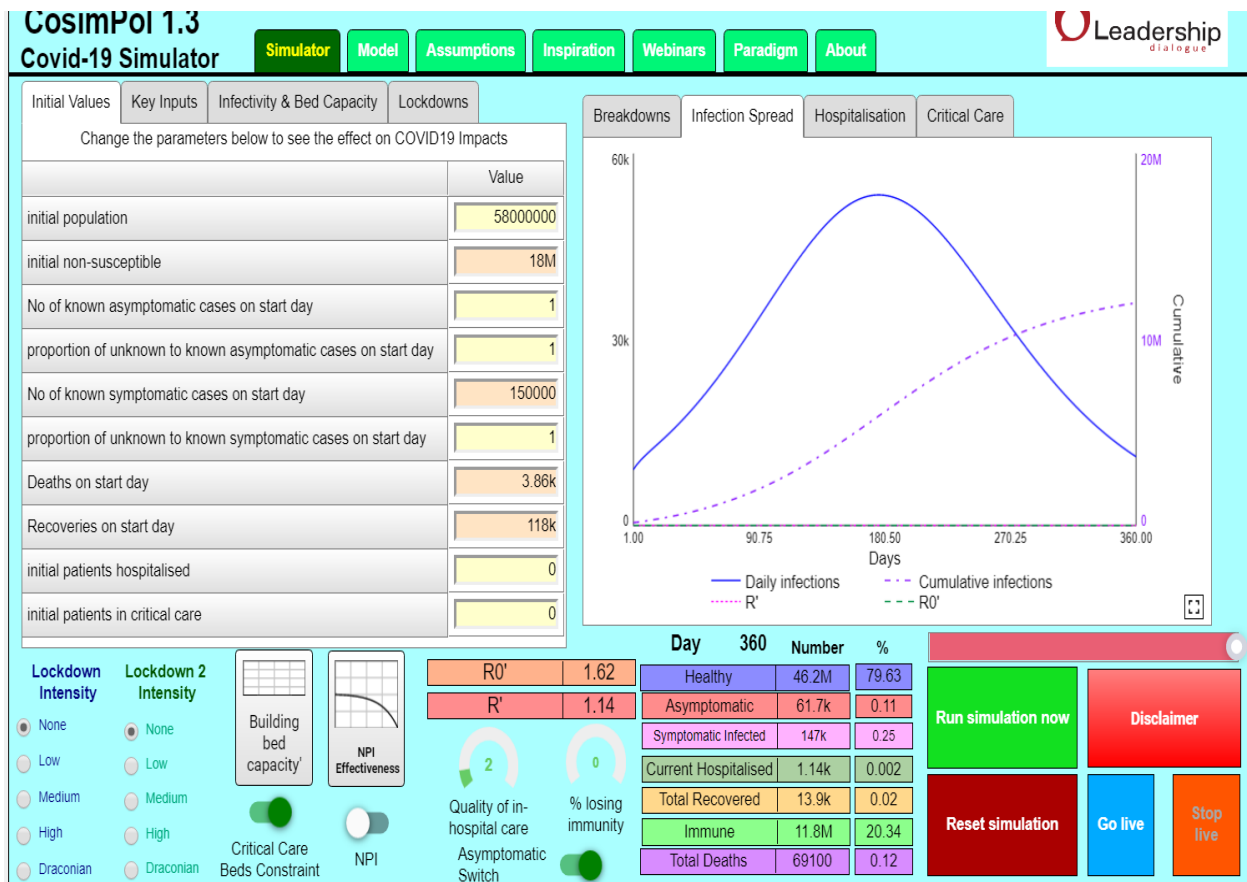 CosimPol 1.3
Covid-19 Simulator
Simulator
Model
Assumptions
Inspiration
Webinars
Paradigm
About
Leadership
dialogue
Initial Values
Key Inputs
Infectivity & Bed Capacity
Lockdowns
Change the parameters below to see the effect on COVID19 Impacts
Value
initial population 58000000
initial non-susceptible 18M
No of known asymptomatic cases on start day 1
proportion of unknown to known asymptomatic cases on start day 1
No of known symptomatic cases on start day 150000
proportion of unknown to known symptomatic cases on start day 1
Deaths on start day 3.86k
Recoveries on start day 118k
initial patients hospitalised 0
initial patients in critical care 0
Breakdowns
Infection Spread
Hospitalisation
Critical Care
60k
30k
0
20M
10M
0
Cumulative
1.00 90.75 180.50 270.25 360.00
Days
Daily infections
Cumulative infections
R'
R0'
Lockdown
Intensity
None
Low
Medium
High
Draconian
Lockdown 2
Intensity
None
Low
Medium
High
Draconian
Building
bed
capacity'
Critical Care
Beds Constraint
NPI
Effectiveness
NPI
R0' 1.62
R' 1.14
2
Quality of in-
hospital care
0
% losing
immunity
Asymptomatic
Switch
Day 360 Number %
Healthy 46.2M 79.63
Asymptomatic 61.7k 0.11
Symptomatic Infected 147k 0.25
Current Hospitalised 1.14k 0.002
Total Recovered 13.9k 0.02
Immune 11.8M 20.34
Total Deaths 69100 0.12
Run simulation now
Disclaimer
Reset simulation
Go live
Stop
live